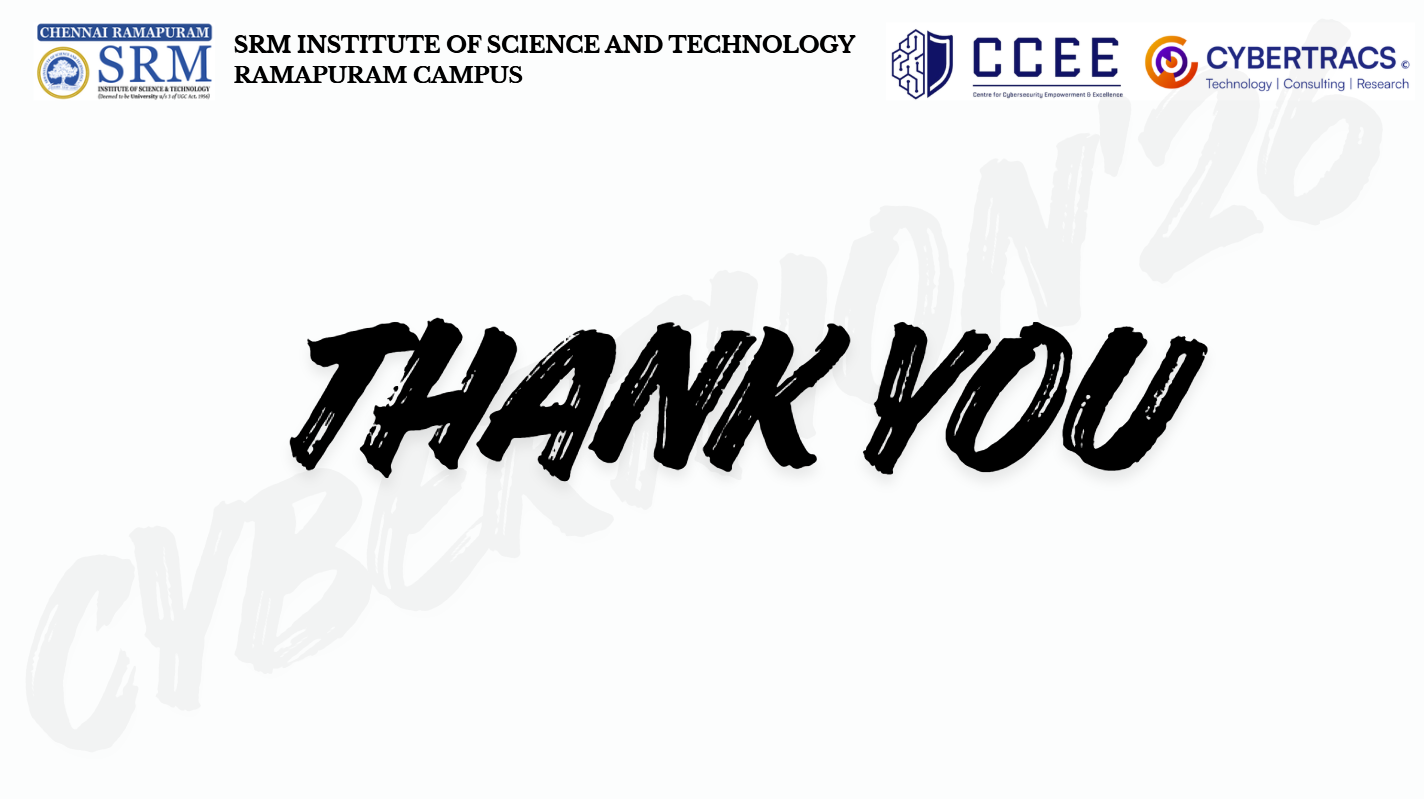 CHENNAI RAMAPURAM
SRM
INSTITUTE OF SCIENCE & TECHNOLOGY
(Deemed to be University u/s 3 of UGC Act, 1956)
SRM INSTITUTE OF SCIENCE AND TECHNOLOGY
RAMAPURAM CAMPUS
CCEE
Centre for Cybersecurity Empowerment & Excellence
CYBERTRACS ©
Technology | Consulting | Research
CYBERTHON'26
THANK YOU